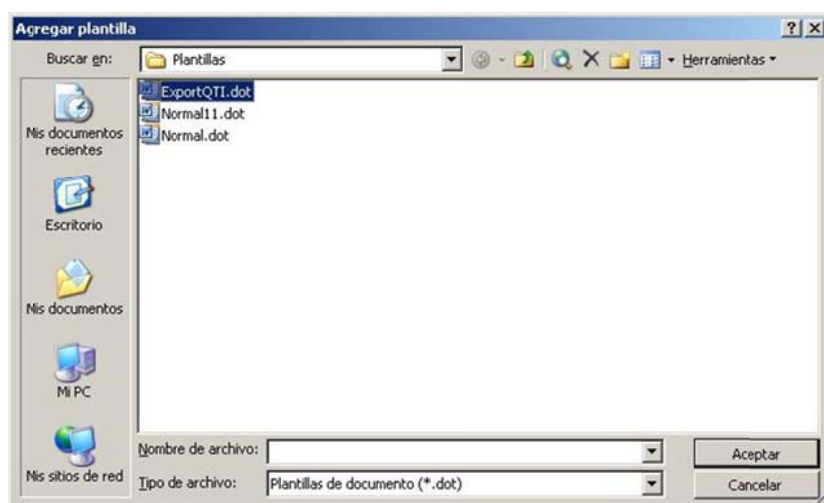 Agregar plantilla
Buscar en: Plantillas Herramientas
ExportQTI.dot
Normal11.dot
Normal.dot
Mis documentos
recientes
Escritorio
Mis documentos
Mi PC
Mis sitios de red
Nombre de archivo: Aceptar
Tipo de archivo: Plantillas de documento (*.dot) Cancelar